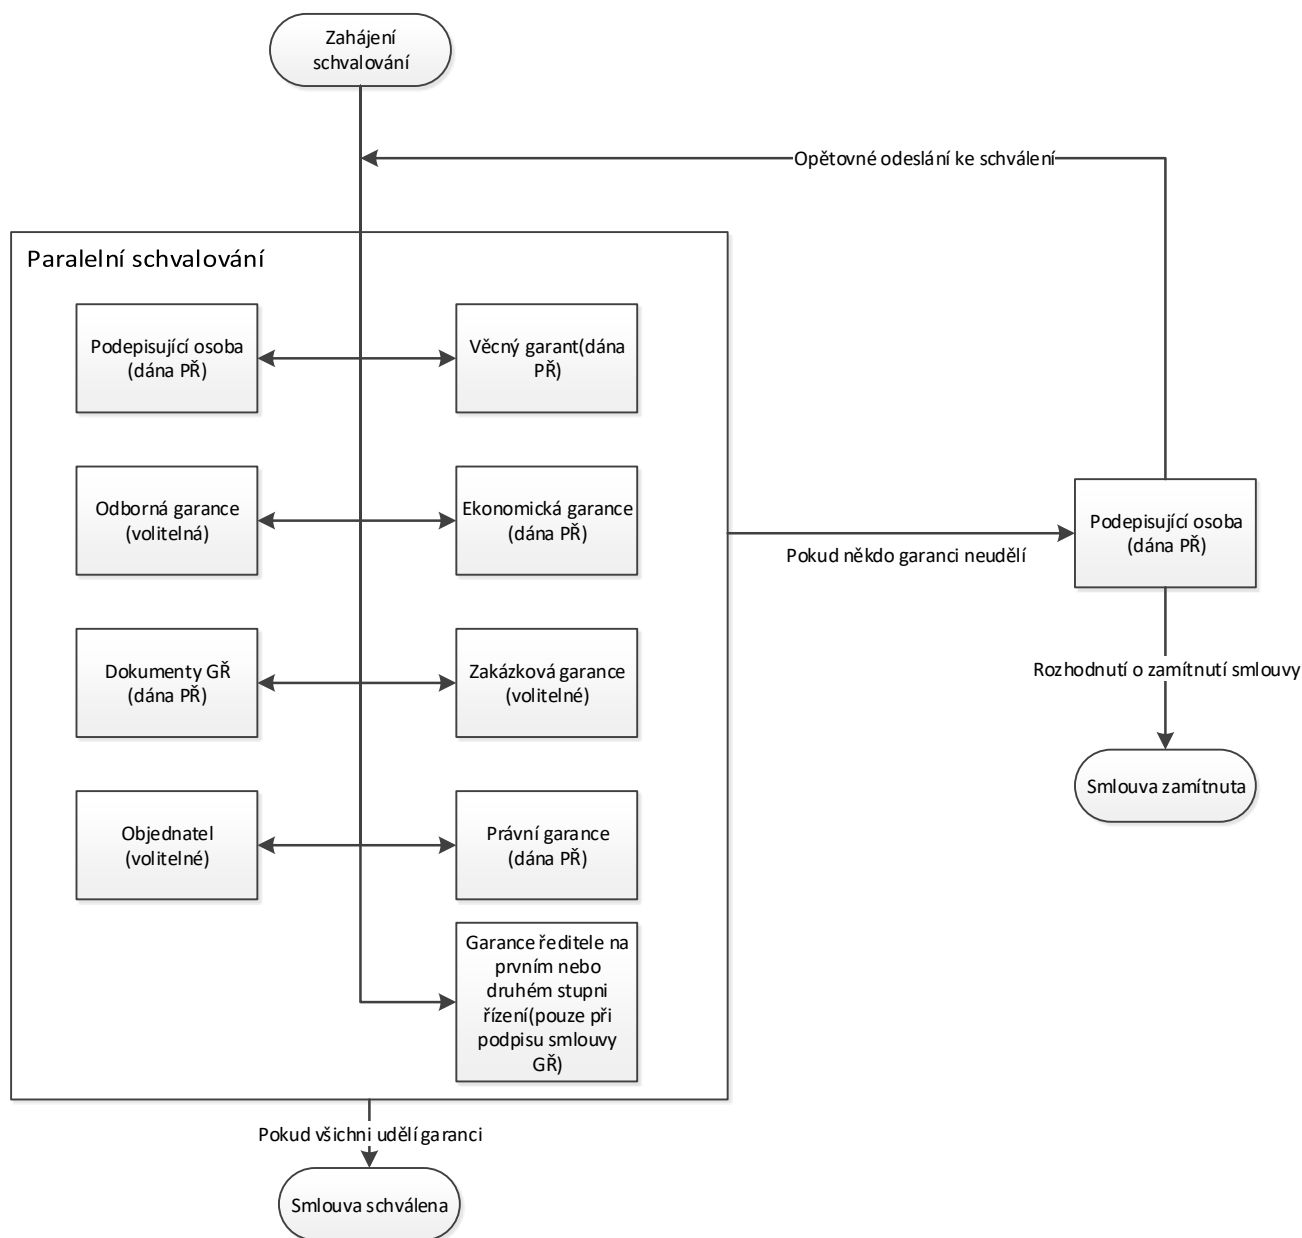 Zahájení
schvalování
Opětovné odeslání ke schválení
Paralelní schvalování
Podepisující osoba
(dána PŘ)
Věcný garant(dána
PŘ)
Odborná garance
(volitelná)
Ekonomická garance
(dána PŘ)
Dokumenty GŘ
(dána PŘ)
Zakázková garance
(volitelné)
Objednatel
(volitelné)
Právní garance
(dána PŘ)
Garance ředitele na
prvním nebo
druhém stupni
řízení(pouze při
podpisu smlouvy
GŘ)
Pokud někdo garanci neudělí
Podepisující osoba
(dána PŘ)
Rozhodnutí o zamítnutí smlouvy
Smlouva zamítnuta
Pokud všichni udělí garanci
Smlouva schválena